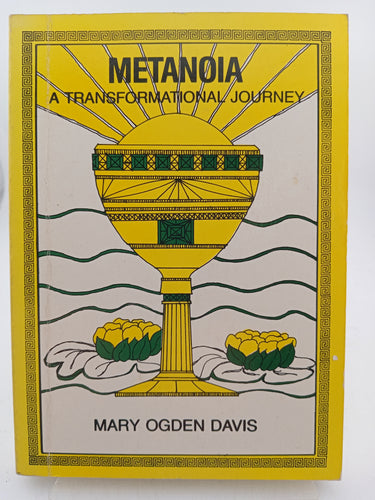 METANOIA
A TRANSFORMATIONAL JOURNEY
MARY OGDEN DAVIS